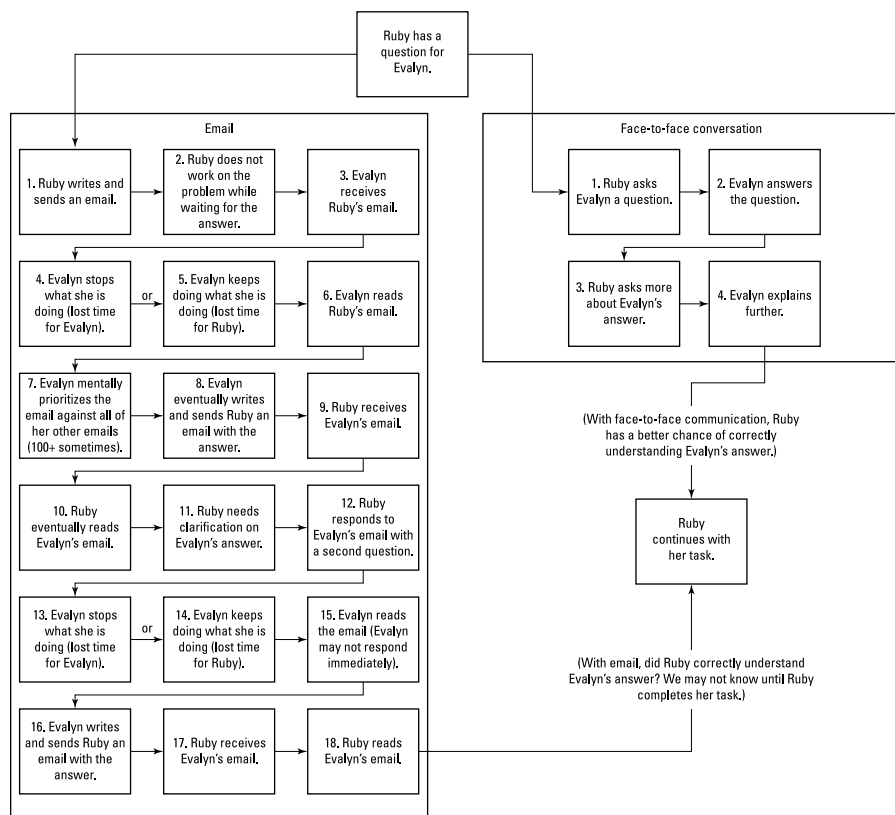 Ruby has a
question for
Evalyn.
Email
1. Ruby writes and
sends an email.
2. Ruby does not
work on the
problem while
waiting for the
answer.
3. Evalyn
receives
Ruby's email.
4. Evalyn stops
what she is
doing (lost time
for Evalyn).
or
5. Evalyn keeps
doing what she is
doing (lost time
for Ruby).
6. Evalyn reads
Ruby's email.
7. Evalyn mentally
prioritizes the
email against all of
her other emails
(100+ sometimes).
8. Evalyn
eventually writes
and sends Ruby an
email with the
answer.
9. Ruby receives
Evalyn's email.
10. Ruby
eventually reads
Evalyn's email.
11. Ruby needs
clarification on
Evalyn's answer.
12. Ruby
responds to
Evalyn's email with
a second question.
13. Evalyn stops
what she is
doing (lost time
for Evalyn).
or
14. Evalyn keeps
doing what she is
doing (lost time
for Ruby).
15. Evalyn reads
the email (Evalyn
may not respond
immediately).
16. Evalyn writes
and sends Ruby an
email with the
answer.
17. Ruby receives
Evalyn's email.
18. Ruby reads
Evalyn's email.
Face-to-face conversation
1. Ruby asks
Evalyn a question.
2. Evalyn answers
the question.
3. Ruby asks more
about Evalyn's
answer.
4. Evalyn explains
further.
(With face-to-face communication, Ruby
has a better chance of correctly
understanding Evalyn's answer.)
Ruby
continues with
her task.
(With email, did Ruby correctly understand
Evalyn's answer? We may not know until Ruby
completes her task.)